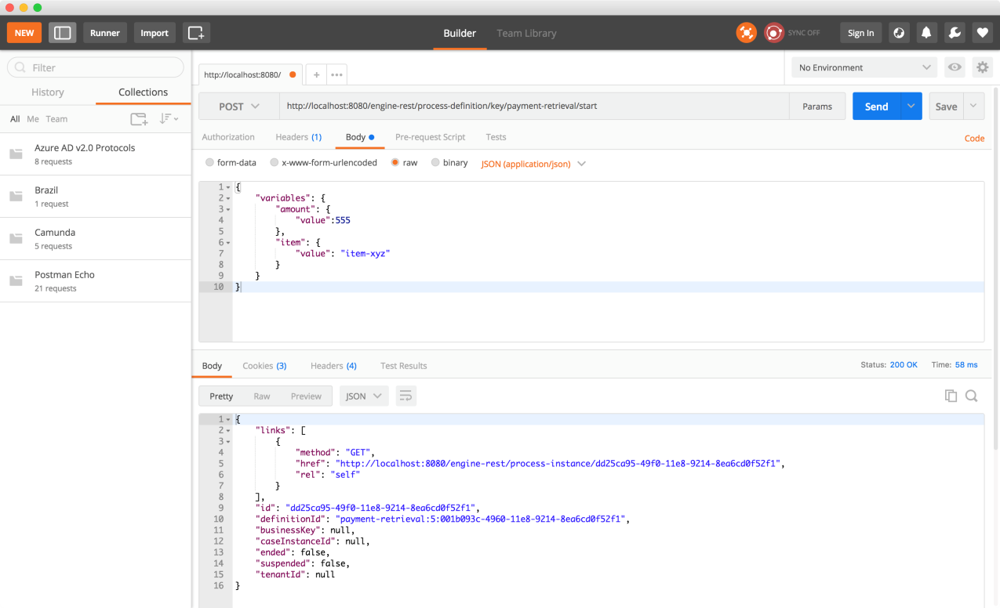 NEW Runner Import Builder Team Library SYNC OFF Sign In
Filter
History Collections
All Me Team
Azure AD v2.0 Protocols
8 requests
Brazil
1 request
Camunda
5 requests
Postman Echo
21 requests
http://localhost:8080/ + ••• No Environment
POST http://localhost:8080/engine-rest/process-definition/key/payment-retrieval/start Params Send Save
Authorization Headers (1) Body Pre-request Script Tests Code
form-data x-www-form-urlencoded raw binary JSON (application/json)
1 {
2 "variables": {
3 "amount": {
4 "value":555
5 },
6 "item": {
7 "value": "item-xyz"
8 }
9 }
10 }
Body Cookies (3) Headers (4) Test Results Status: 200 OK Time: 58 ms
Pretty Raw Preview JSON
1 {
2 "links": [
3 {
4 "method": "GET",
5 "href": "http://localhost:8080/engine-rest/process-instance/dd25ca95-49f0-11e8-9214-8ea6cd0f52f1",
6 "rel": "self"
7 }
8 ],
9 "id": "dd25ca95-49f0-11e8-9214-8ea6cd0f52f1",
10 "definitionId": "payment-retrieval:5:001b093c-4960-11e8-9214-8ea6cd0f52f1",
11 "businessKey": null,
12 "caseInstanceId": null,
13 "ended": false,
14 "suspended": false,
15 "tenantId": null
16 }